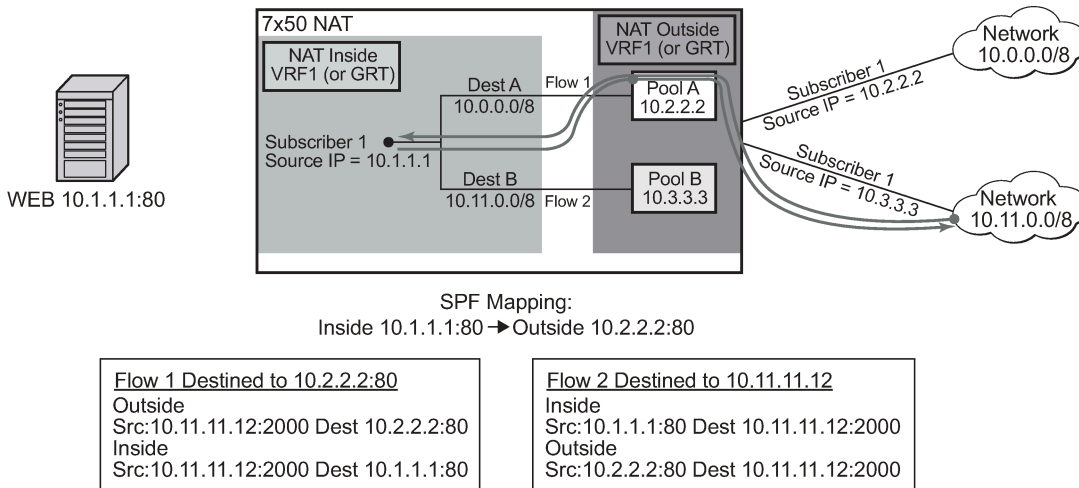 7x50 NAT
NAT Inside
VRF1 (or GRT)
NAT Outside
VRF1 (or GRT)
Dest A
10.0.0.0/8
Flow 1
Pool A
10.2.2.2
Subscriber 1
Source IP = 10.1.1.1
Dest B
10.11.0.0/8
Flow 2
Pool B
10.3.3.3
WEB 10.1.1.1:80
Subscriber 1
Source IP = 10.2.2.2
Network
10.0.0.0/8
Subscriber 1
Source IP = 10.3.3.3
Network
10.11.0.0/8
SPF Mapping:
Inside 10.1.1.1:80 → Outside 10.2.2.2:80
Flow 1 Destined to 10.2.2.2:80
Outside
Src:10.11.11.12:2000 Dest 10.2.2.2:80
Inside
Src:10.11.11.12:2000 Dest 10.1.1.1:80
Flow 2 Destined to 10.11.11.12
Inside
Src:10.1.1.1:80 Dest 10.11.11.12:2000
Outside
Src:10.2.2.2:80 Dest 10.11.11.12:2000